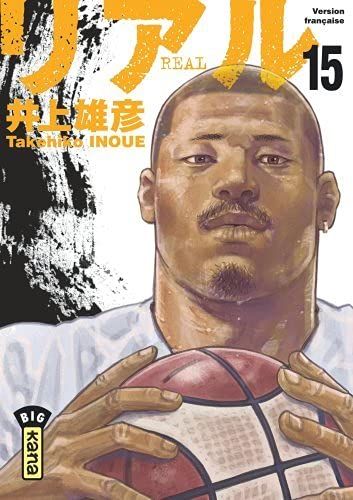 リアル
REAL
Version
française
15
井上雄彦
Takehiko INOUE
BIG
kana